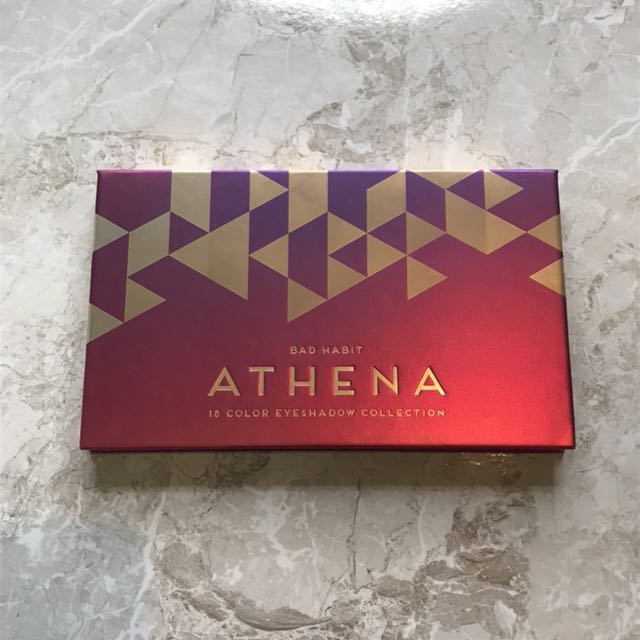 BAD HABIT
ATHENA
18 COLOR EYESHADOW COLLECTION